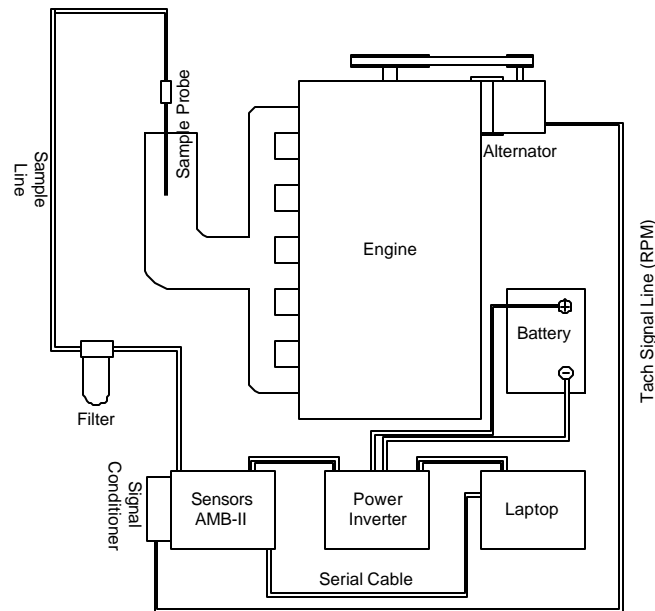 Sample Probe
Sample
Line
Alternator
Engine
Tach Signal Line (RPM)
Battery
Filter
Signal
Conditioner
Sensors
AMB-II
Power
Inverter
Laptop
Serial Cable